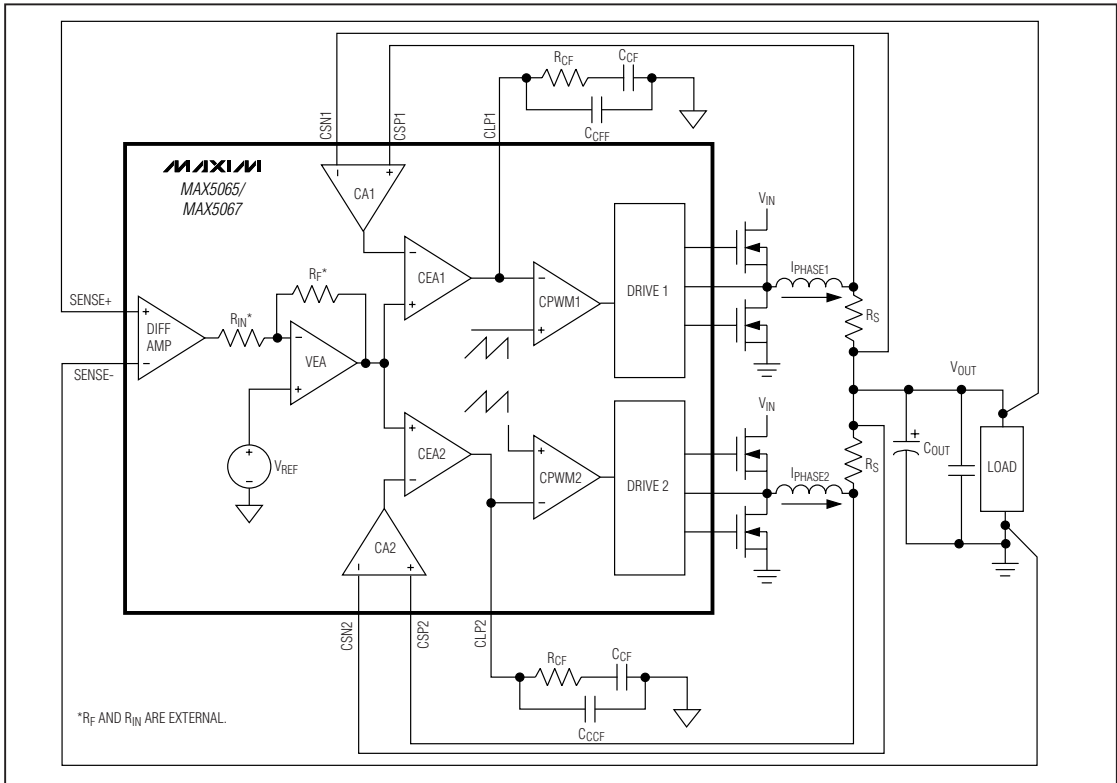 RCF
CCF
CCFF
CSN1
CSP1
CLP1
MAXIM
MAX5065/
MAX5067
-
+
CA1
VIN
SENSE+
+
DIFF
AMP
-
SENSE-
RIN*
RF*
-
VEA
+
-
CEA1
+
-
CPWM1
+
DRIVE 1
IPHASE1
RS
VOUT
VREF
+
-
+
CEA2
-
+
CPWM2
-
DRIVE 2
VIN
IPHASE2
RS
+
COUT
LOAD
CA2
-
+
CSN2
CSP2
CLP2
RCF
CCF
CCCF
*RF AND RIN ARE EXTERNAL.